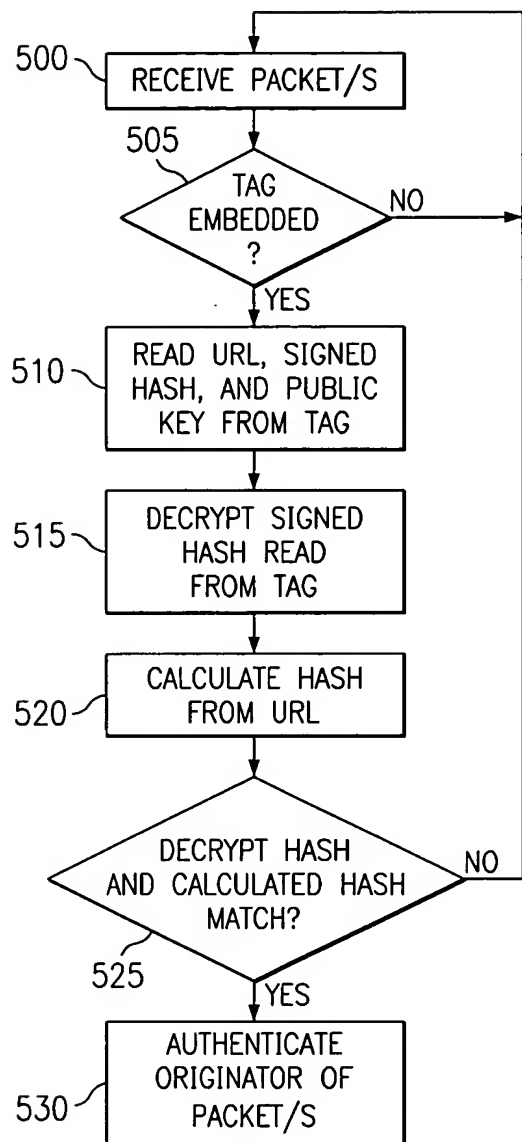 500
RECEIVE PACKET/S
505
TAG
EMBEDDED
?
NO
YES
510
READ URL, SIGNED
HASH, AND PUBLIC
KEY FROM TAG
515
DECRYPT SIGNED
HASH READ
FROM TAG
520
CALCULATE HASH
FROM URL
DECRYPT HASH
AND CALCULATED HASH
MATCH?
NO
525
YES
530
AUTHENTICATE
ORIGINATOR OF
PACKET/S